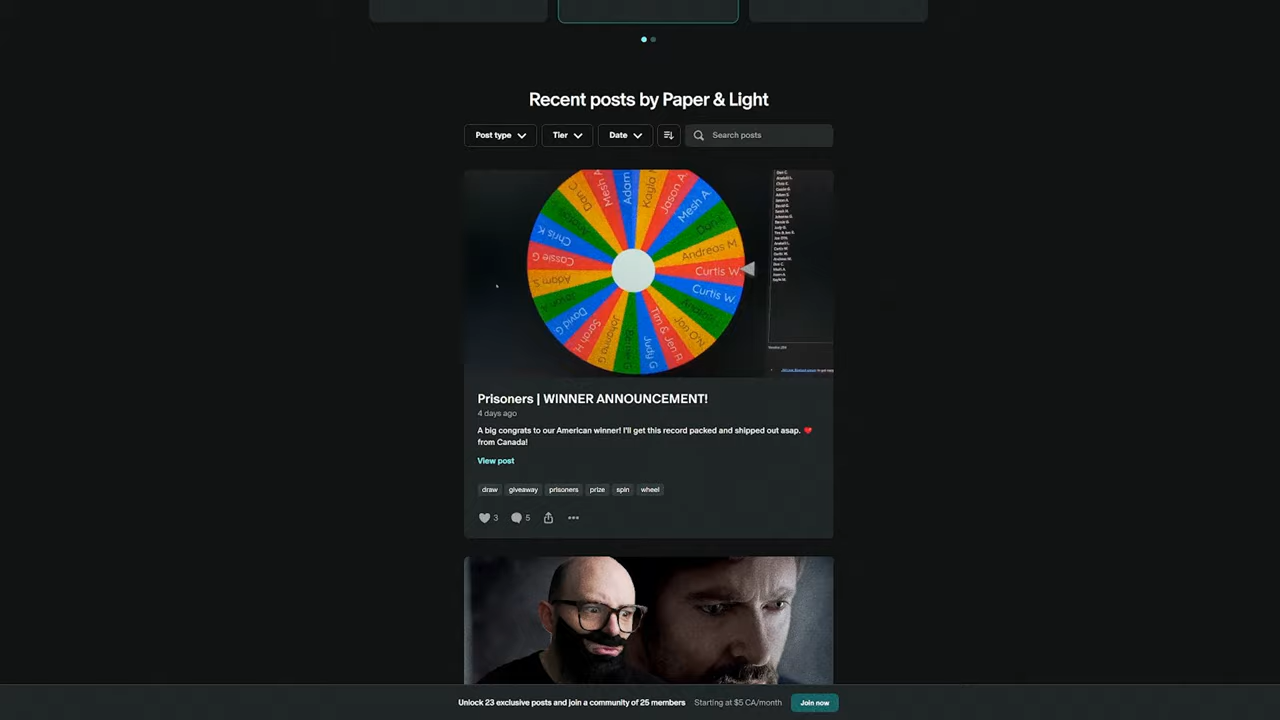 Recent posts by Paper & Light
Post type
Tier
Date
Search posts
Mesh A.
Adam
Kayla
Jason A.
Mesh A.
Dan C.
Andreas M.
Chris K.
Curtis W.
Cassie G.
Curtis W.
Adam S.
David G.
Sarah H.
Johanna G.
Judy G.
Tim & Jen R.
Prisoners | WINNER ANNOUNCEMENT!
4 days ago
A big congrats to our American winner! I'll get this record packed and shipped out asap. ❤️
from Canada!
View post
draw giveaway prisoners prize spin wheel
3 5
Unlock 23 exclusive posts and join a community of 25 members Starting at $5 CA/month Join now